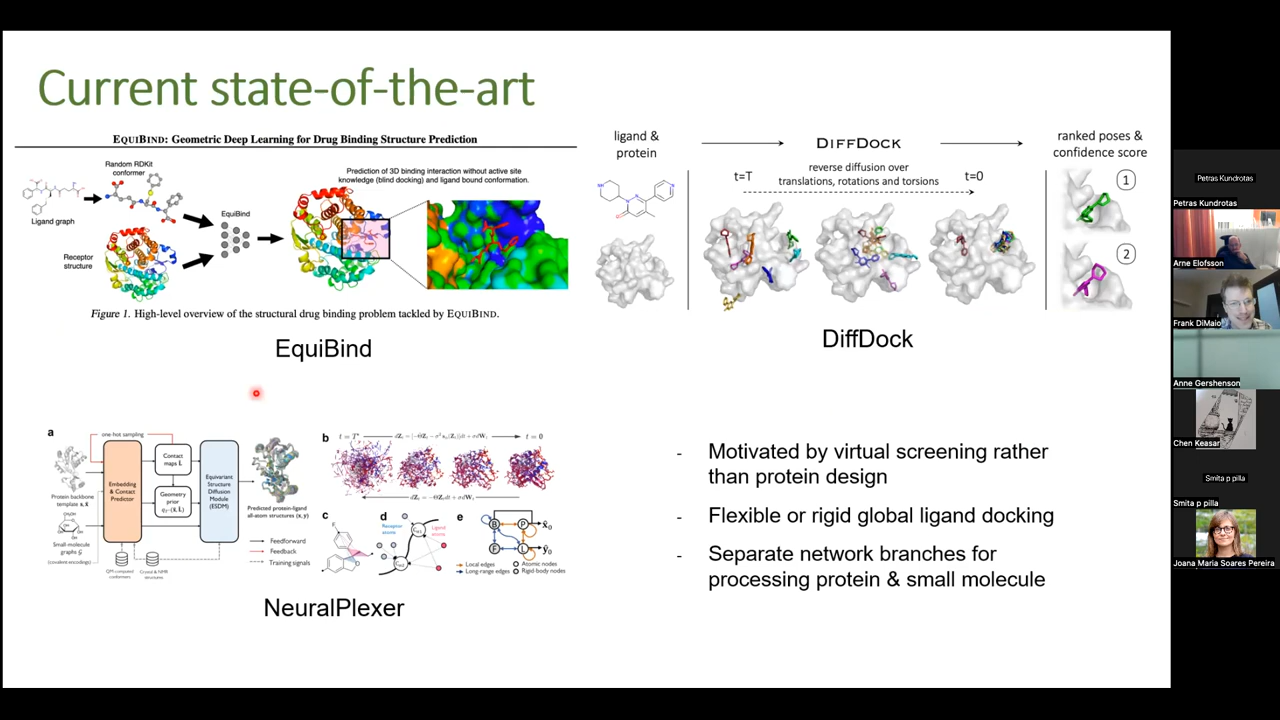 Current state-of-the-art
EQUIBIND: Geometric Deep Learning for Drug Binding Structure Prediction
Random RDKit
conformer
Ligand graph
Receptor
structure
EquiBind
Prediction of 3D binding interaction without active site
knowledge (blind docking) and ligand bound conformation.
Figure 1. High-level overview of the structural drug binding problem tackled by EQUIBIND.
EquiBind
ligand &
protein
DIFFDOCK
reverse diffusion over
translations, rotations and torsions
t=T
t=0
ranked poses &
confidence score
1
2
DiffDock
a
one-hot sampling
Protein backbone
Small-molecule
(covalent encodings)
Embedding
& Contact
Predictor
Contact
maps L
Geometry
prior
Equivariant
Structure
Diffusion
Module
(ESDM)
QM-computed
conformers
structures
Predicted protein-ligand
all-atom structures (x, y)
Feedforward
Feedback
Training signals
b
c
d
Receptor
atoms
Ligand
atoms
e
B
P
F
L
Local edges
Long-range edges
Atomic nodes
Rigid-body nodes
NeuralPlexer
- Motivated by virtual screening rather
than protein design
- Flexible or rigid global ligand docking
- Separate network branches for
processing protein & small molecule
Petras Kundrotas
Petras Kundrotas
Arne Elofsson
Frank DiMaio
Anne Gershenson
Chen Keasar
Smita p pilla
Smita p pilla
Joana Maria Soares Pereira